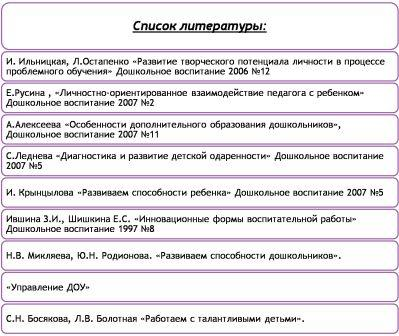 Список литературы:
И. Ильницкая, Л.Остапенко «Развитие творческого потенциала личности в процессе
проблемного обучения» Дошкольное воспитание 2006 №12
Е.Русина , «Личностно-ориентированное взаимодействие педагога с ребенком»
Дошкольное воспитание 2007 №2
А.Алексеева «Особенности дополнительного образования дошкольников»,
Дошкольное воспитание 2007 №11
С.Леднева «Диагностика и развитие детской одаренности» Дошкольное воспитание
2007 №5
И. Крынцылова «Развиваем способности ребенка» Дошкольное воспитание 2007 №5
Ившина З.И., Шишкина Е.С. «Инновационные формы воспитательной работы»
Дошкольное воспитание 1997 №8
Н.В. Микляева, Ю.Н. Родионова. «Развиваем способности дошкольников».
«Управление ДОУ»
С.Н. Босякова, Л.В. Болотная «Работаем с талантливыми детьми».